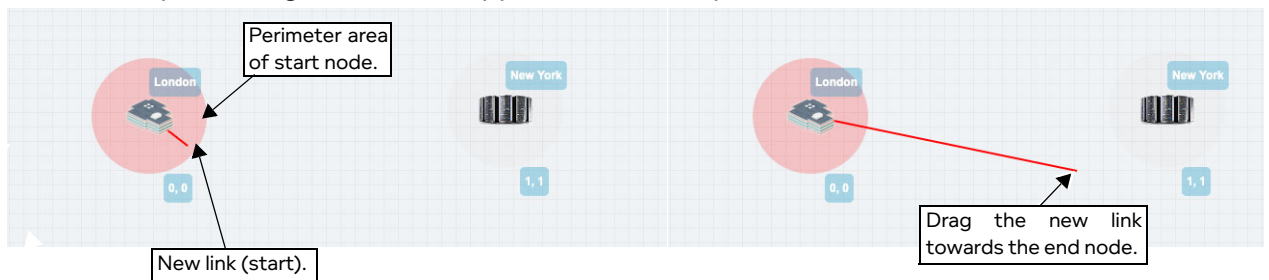 Perimeter area
of start node.
London
New York
0, 0
1, 1
New link (start).
London
New York
0, 0
1, 1
Drag the new link
towards the end node.